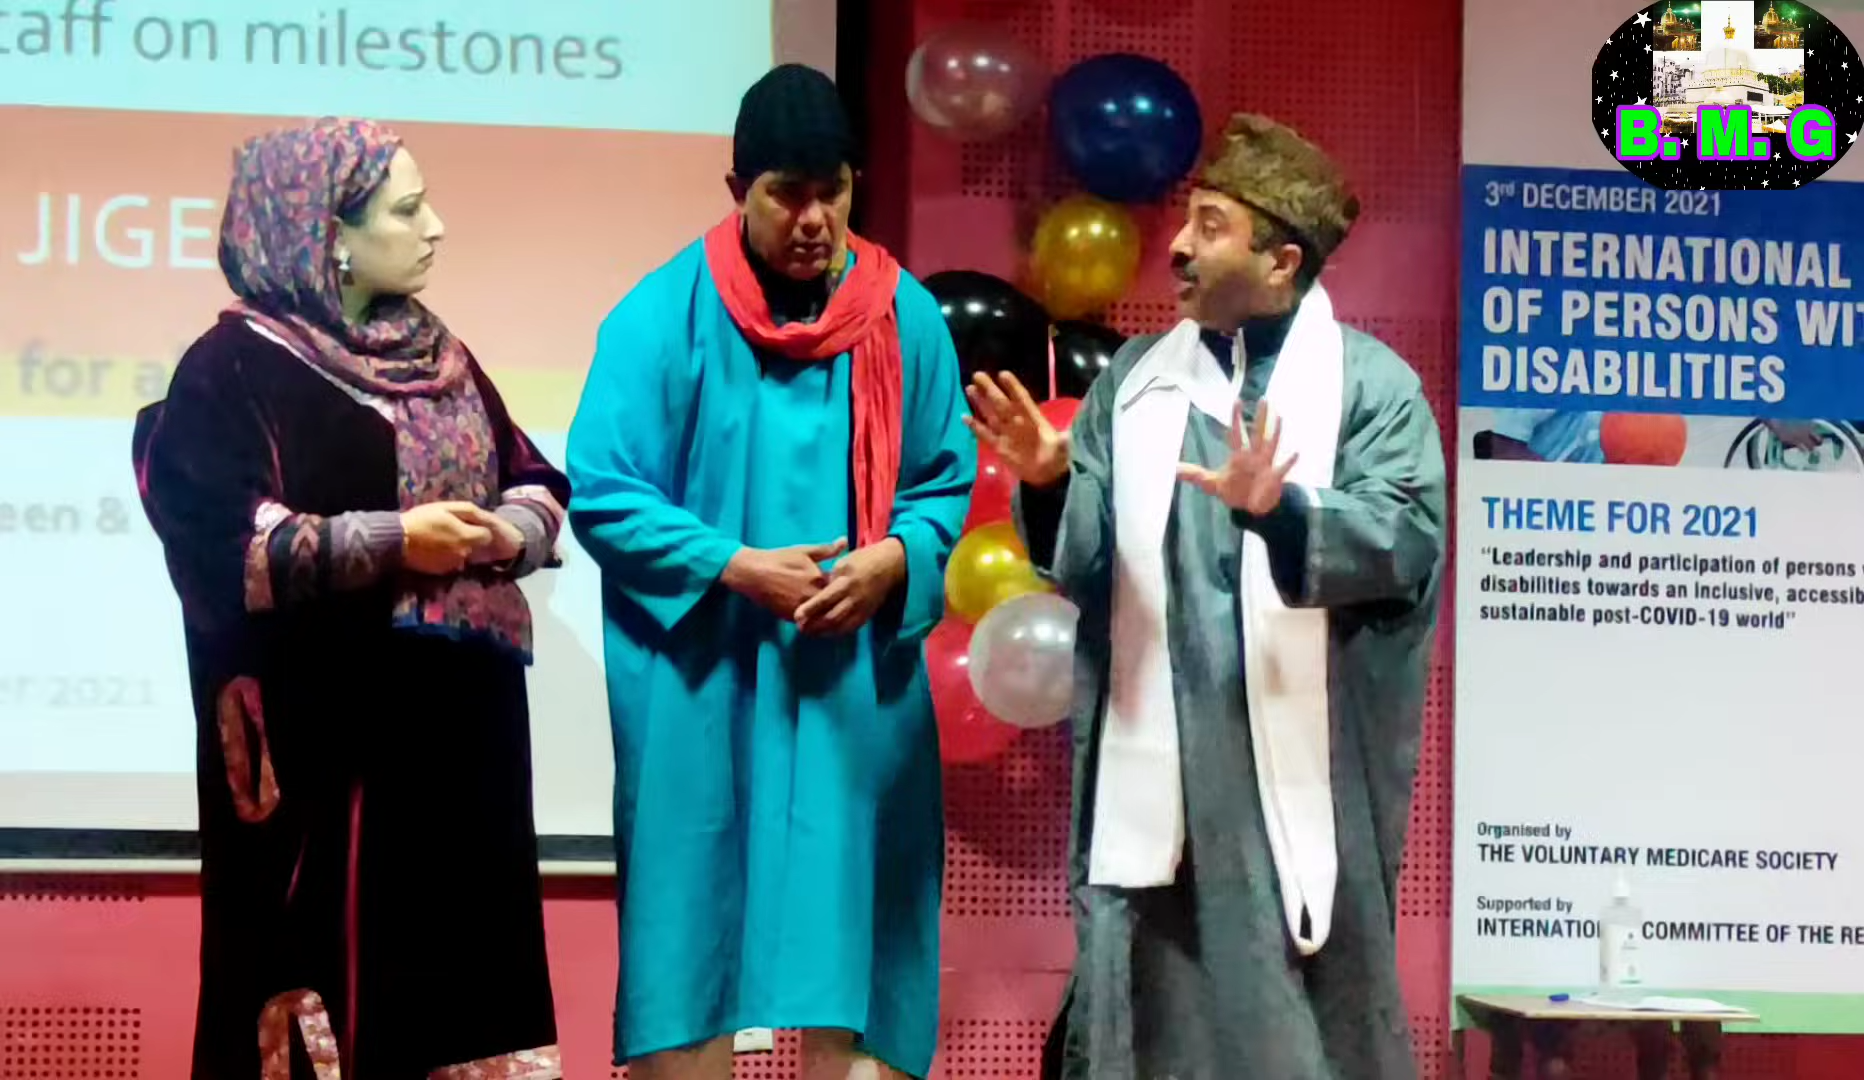 taff on milestones
JIGE
for a
een &
er 2021
B. M. G
3rd DECEMBER 2021
INTERNATIONAL
OF PERSONS WIT
DISABILITIES
THEME FOR 2021
“Leadership and participation of persons
disabilities towards an inclusive, accessib
sustainable post-COVID-19 world”
Organised by
THE VOLUNTARY MEDICARE SOCIETY
Supported by
INTERNATIO COMMITTEE OF THE RE